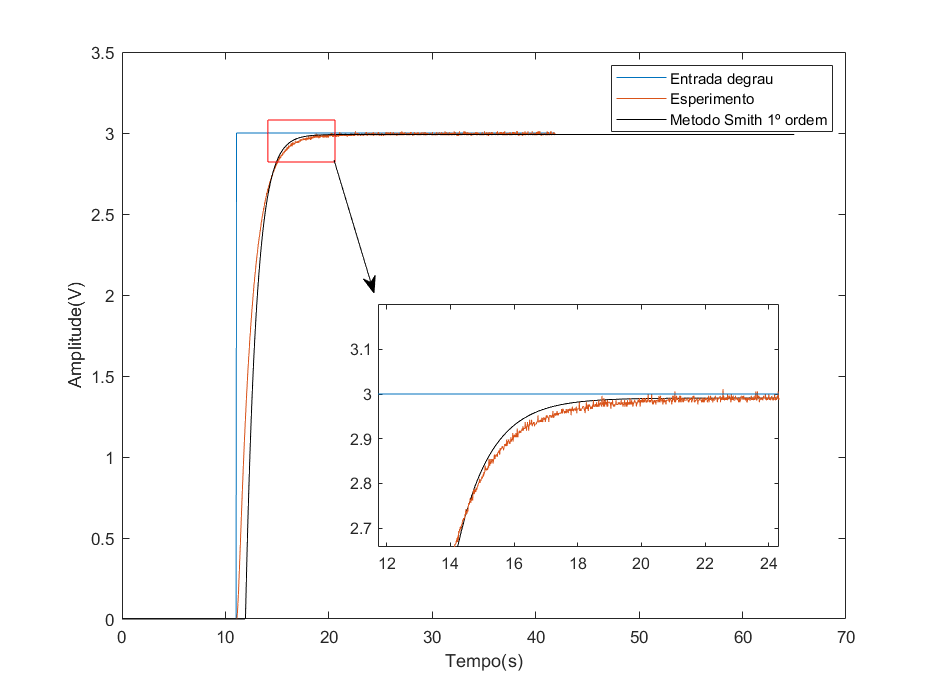 3.5
3
2.5
2
1.5
1
0.5
0
Amplitude(V)
Entrada degrau
Esperimento
Metodo Smith 1º ordem
3.1
3
2.9
2.8
2.7
12 14 16 18 20 22 24
0 10 20 30 40 50 60 70
Tempo(s)